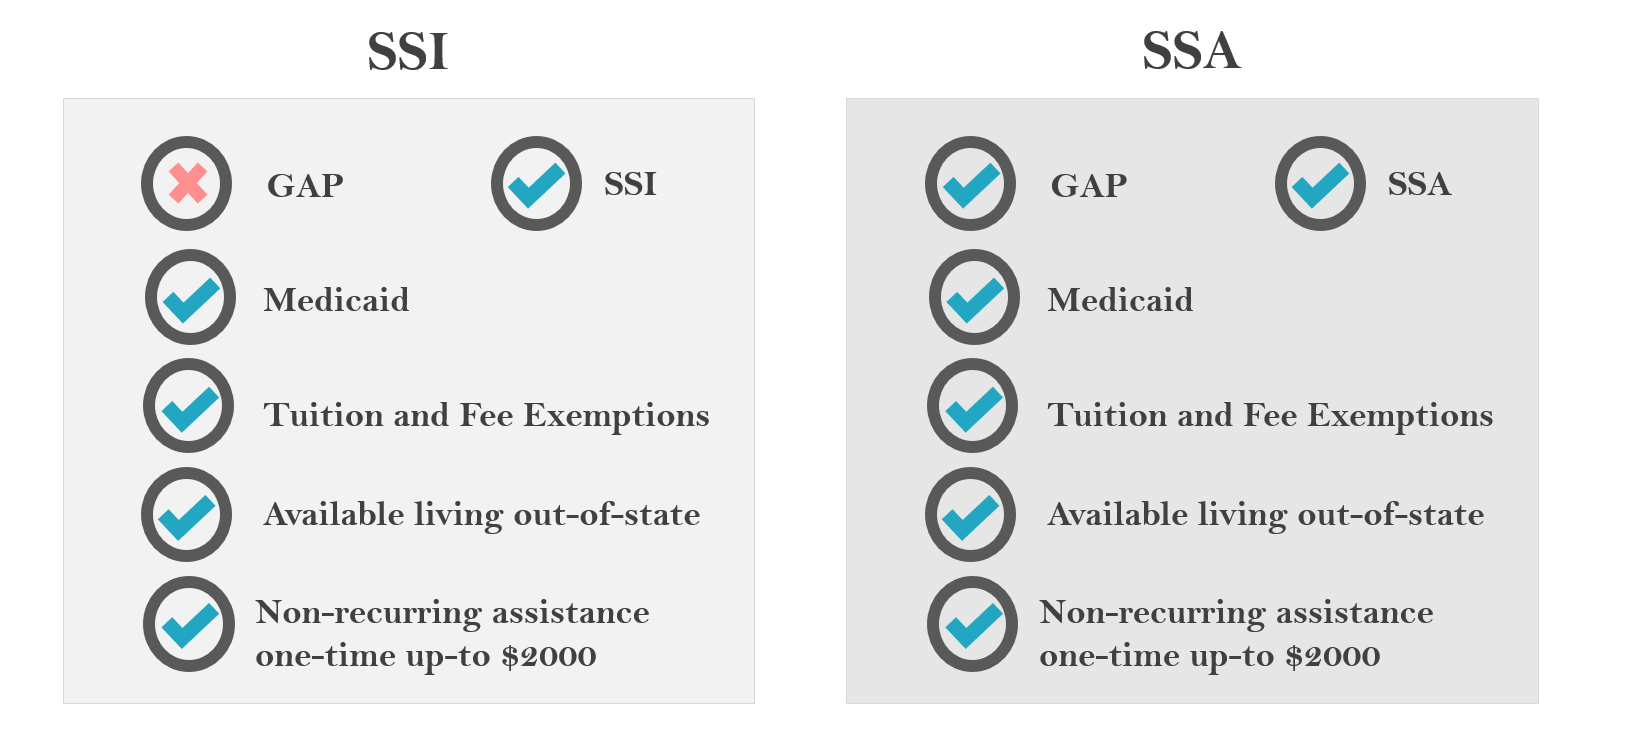 SSI
GAP
SSI
Medicaid
Tuition and Fee Exemptions
Available living out-of-state
Non-recurring assistance
one-time up-to $2000
SSA
GAP
SSA
Medicaid
Tuition and Fee Exemptions
Available living out-of-state
Non-recurring assistance
one-time up-to $2000